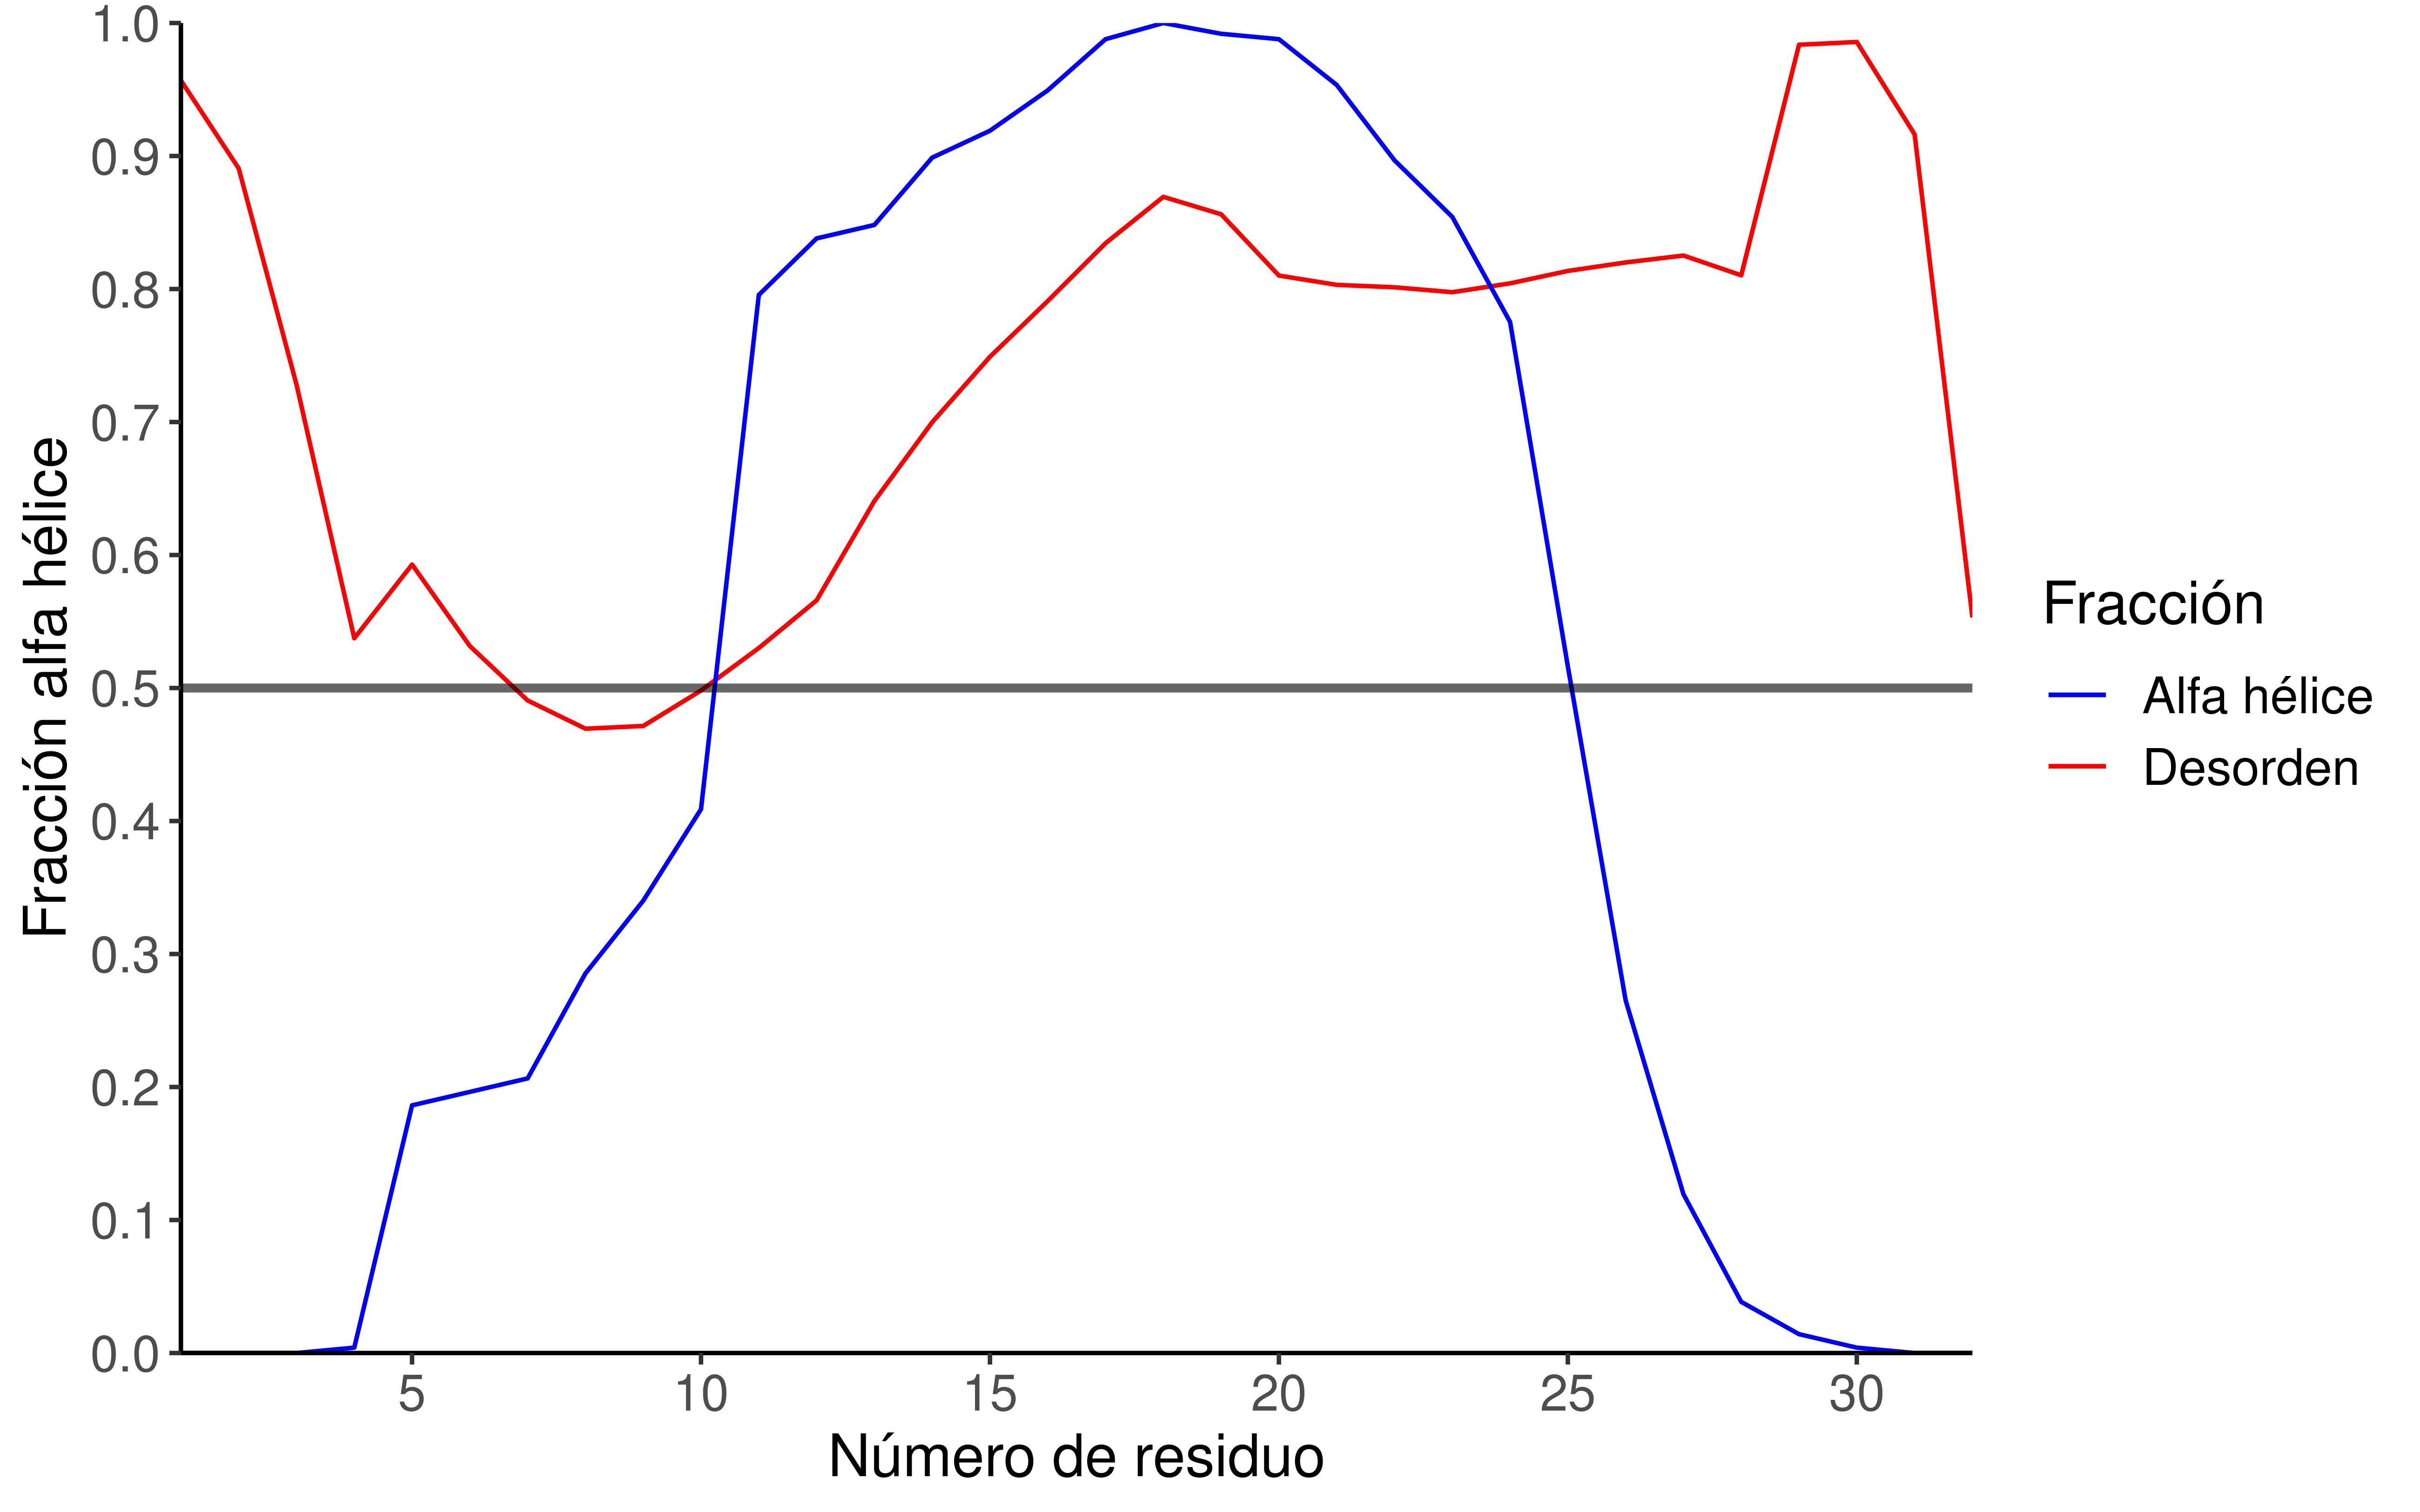 Fracción alfa hélice
1.0
0.9
0.8
0.7
0.6
0.5
0.4
0.3
0.2
0.1
0.0
5 10 15 20 25 30
Número de residuo
Fracción
Alfa hélice
Desorden